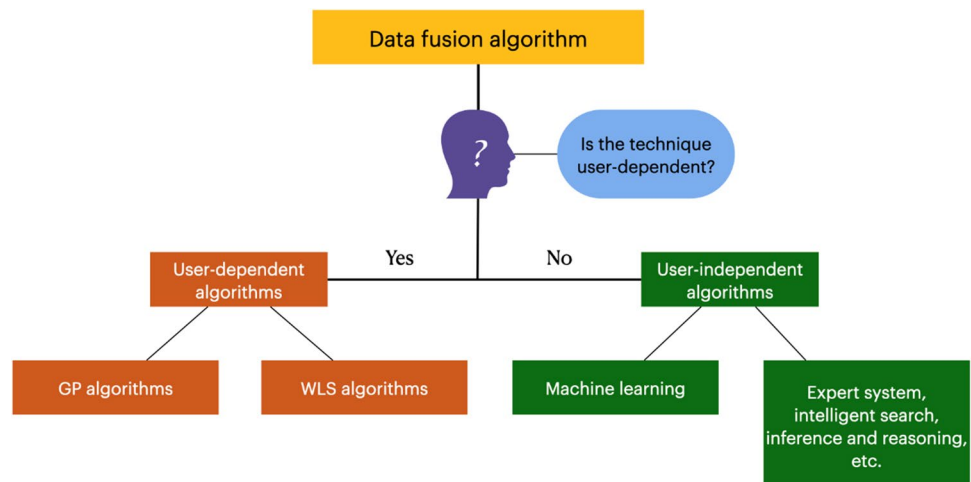 Data fusion algorithm
?
Is the technique
user-dependent?
Yes
No
User-dependent
algorithms
User-independent
algorithms
GP algorithms
WLS algorithms
Machine learning
Expert system,
intelligent search,
inference and reasoning,
etc.